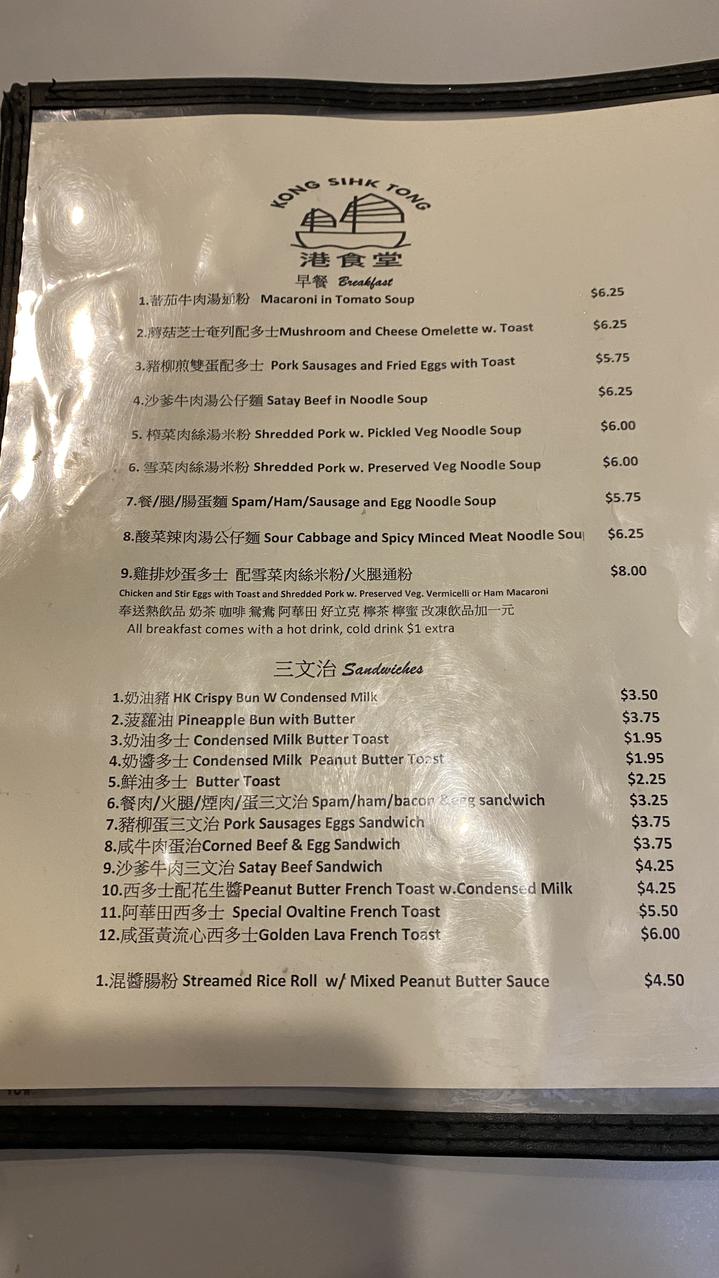 KONG SIHK TONG
港食堂
早餐 Breakfast
1.蕃茄牛肉湯通粉 Macaroni in Tomato Soup $6.25
2.蘑菇芝士奄列配多士Mushroom and Cheese Omelette w. Toast $6.25
3.豬柳煎雙蛋配多士 Pork Sausages and Fried Eggs with Toast $5.75
4.沙爹牛肉湯公仔麵 Satay Beef in Noodle Soup $6.25
5. 榨菜肉絲湯米粉 Shredded Pork w. Pickled Veg Noodle Soup $6.00
6. 雪菜肉絲湯米粉 Shredded Pork w. Preserved Veg Noodle Soup $6.00
7.餐/腿/腸蛋麵 Spam/Ham/Sausage and Egg Noodle Soup $5.75
8.酸菜辣肉湯公仔麵 Sour Cabbage and Spicy Minced Meat Noodle Sou $6.25
9.雞排炒蛋多士 配雪菜肉絲米粉/火腿通粉 $8.00
Chicken and Stir Eggs with Toast and Shredded Pork w. Preserved Veg. Vermicelli or Ham Macaroni
奉送熱飲品 奶茶 咖啡 鴛鴦 阿華田 好立克 檸茶 檸蜜 改凍飲品加一元
All breakfast comes with a hot drink, cold drink $1 extra
三文治 Sandwiches
1.奶油豬 HK Crispy Bun W Condensed Milk $3.50
2.菠蘿油 Pineapple Bun with Butter $3.75
3.奶油多士 Condensed Milk Butter Toast $1.95
4.奶醬多士 Condensed Milk Peanut Butter Toast $1.95
5.鮮油多士 Butter Toast $2.25
6.餐肉/火腿/煙肉/蛋三文治 Spam/ham/bacon &egg sandwich $3.25
7.豬柳蛋三文治 Pork Sausages Eggs Sandwich $3.75
8.咸牛肉蛋治Corned Beef & Egg Sandwich $3.75
9.沙爹牛肉三文治 Satay Beef Sandwich $4.25
10.西多士配花生醬Peanut Butter French Toast w.Condensed Milk $4.25
11.阿華田西多士 Special Ovaltine French Toast $5.50
12.咸蛋黃流心西多士Golden Lava French Toast $6.00
1.混醬腸粉 Streamed Rice Roll w/ Mixed Peanut Butter Sauce $4.50